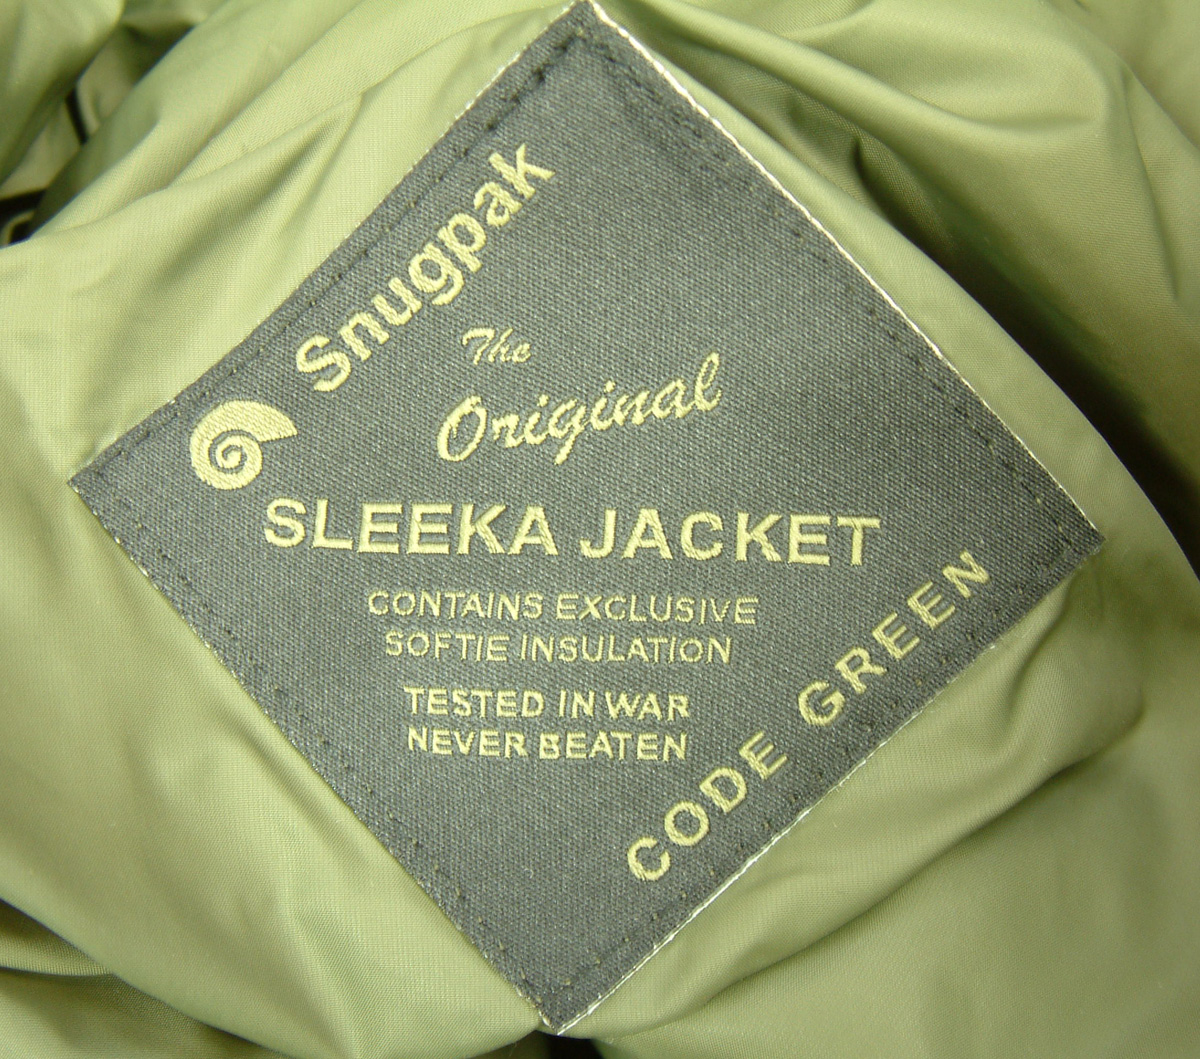 Snugpak
The
Original
SLEEKA JACKET
CONTAINS EXCLUSIVE
SOFTIE INSULATION
TESTED IN WAR
NEVER BEATEN
CODE GREEN